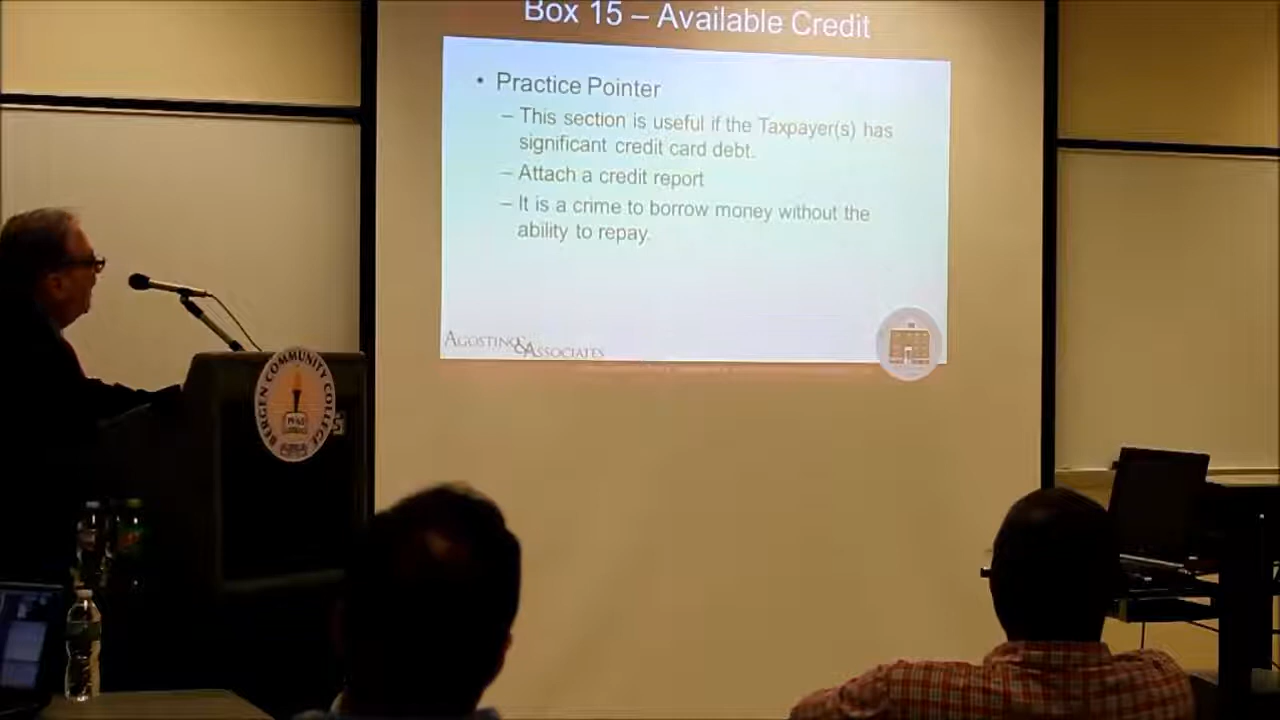 Box 15 – Available Credit
• Practice Pointer
– This section is useful if the Taxpayer(s) has
significant credit card debt.
– Attach a credit report
– It is a crime to borrow money without the
ability to repay.
AGOSTINO & ASSOCIATES
BERGEN COMMUNITY COLLEGE